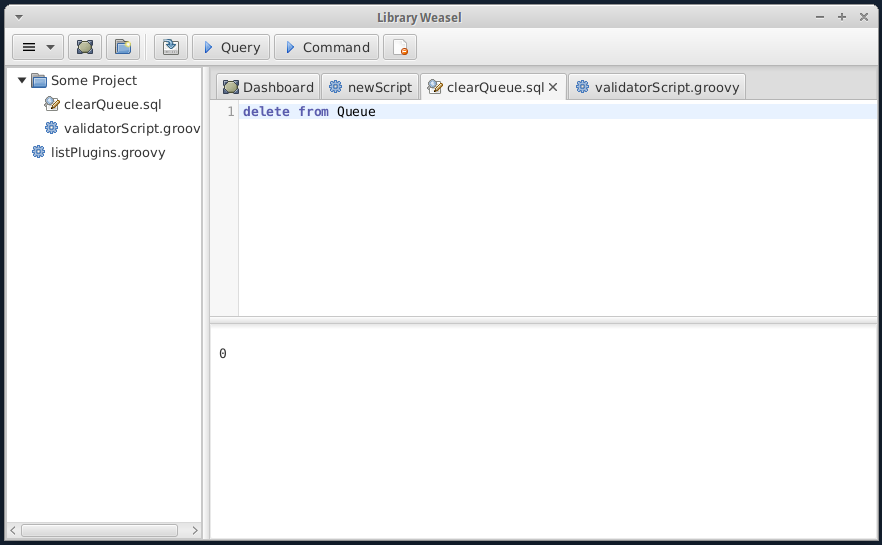 Library Weasel
Query Command
Some Project
clearQueue.sql
validatorScript.groov
listPlugins.groovy
Dashboard newScript clearQueue.sql validatorScript.groovy
1 delete from Queue
0